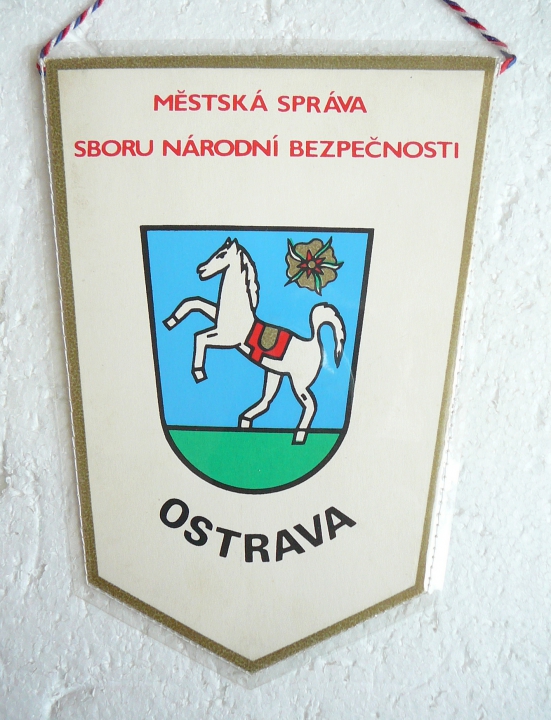 MĚSTSKÁ SPRÁVA
SBORU NÁRODNÍ BEZPEČNOSTI
OSTRAVA